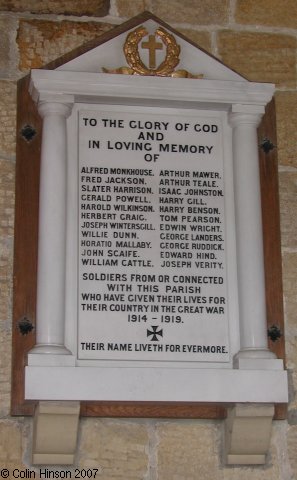 TO THE GLORY OF GOD
AND
IN LOVING MEMORY
OF
ALFRED MONKHOUSE. ARTHUR MAWER.
FRED JACKSON. ARTHUR TEALE.
SLATER HARRISON. ISAAC JOHNSTON.
GERALD POWELL. HARRY GILL.
HAROLD WILKINSON. HARRY BENSON.
HERBERT CRAIG. TOM PEARSON.
JOSEPH WINTERSGILL. EDWIN WRIGHT.
WILLIE DUNN. GEORGE LANDERS.
HORATIO MALLABY. GEORGE RUDDICK.
JOHN SCAIFE. EDWARD HIND.
WILLIAM CATTLE. JOSEPH VERITY.
SOLDIERS FROM OR CONNECTED
WITH THIS PARISH
WHO HAVE GIVEN THEIR LIVES FOR
THEIR COUNTRY IN THE GREAT WAR
1914 - 1919.
THEIR NAME LIVETH FOR EVERMORE.
© Colin Hinson 2007